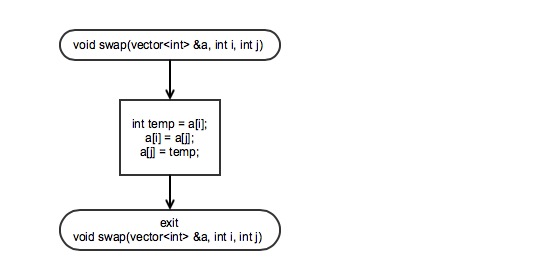 void swap(vector<int> &a, int i, int j)
int temp = a[i];
a[i] = a[j];
a[j] = temp;
exit
void swap(vector<int> &a, int i, int j)